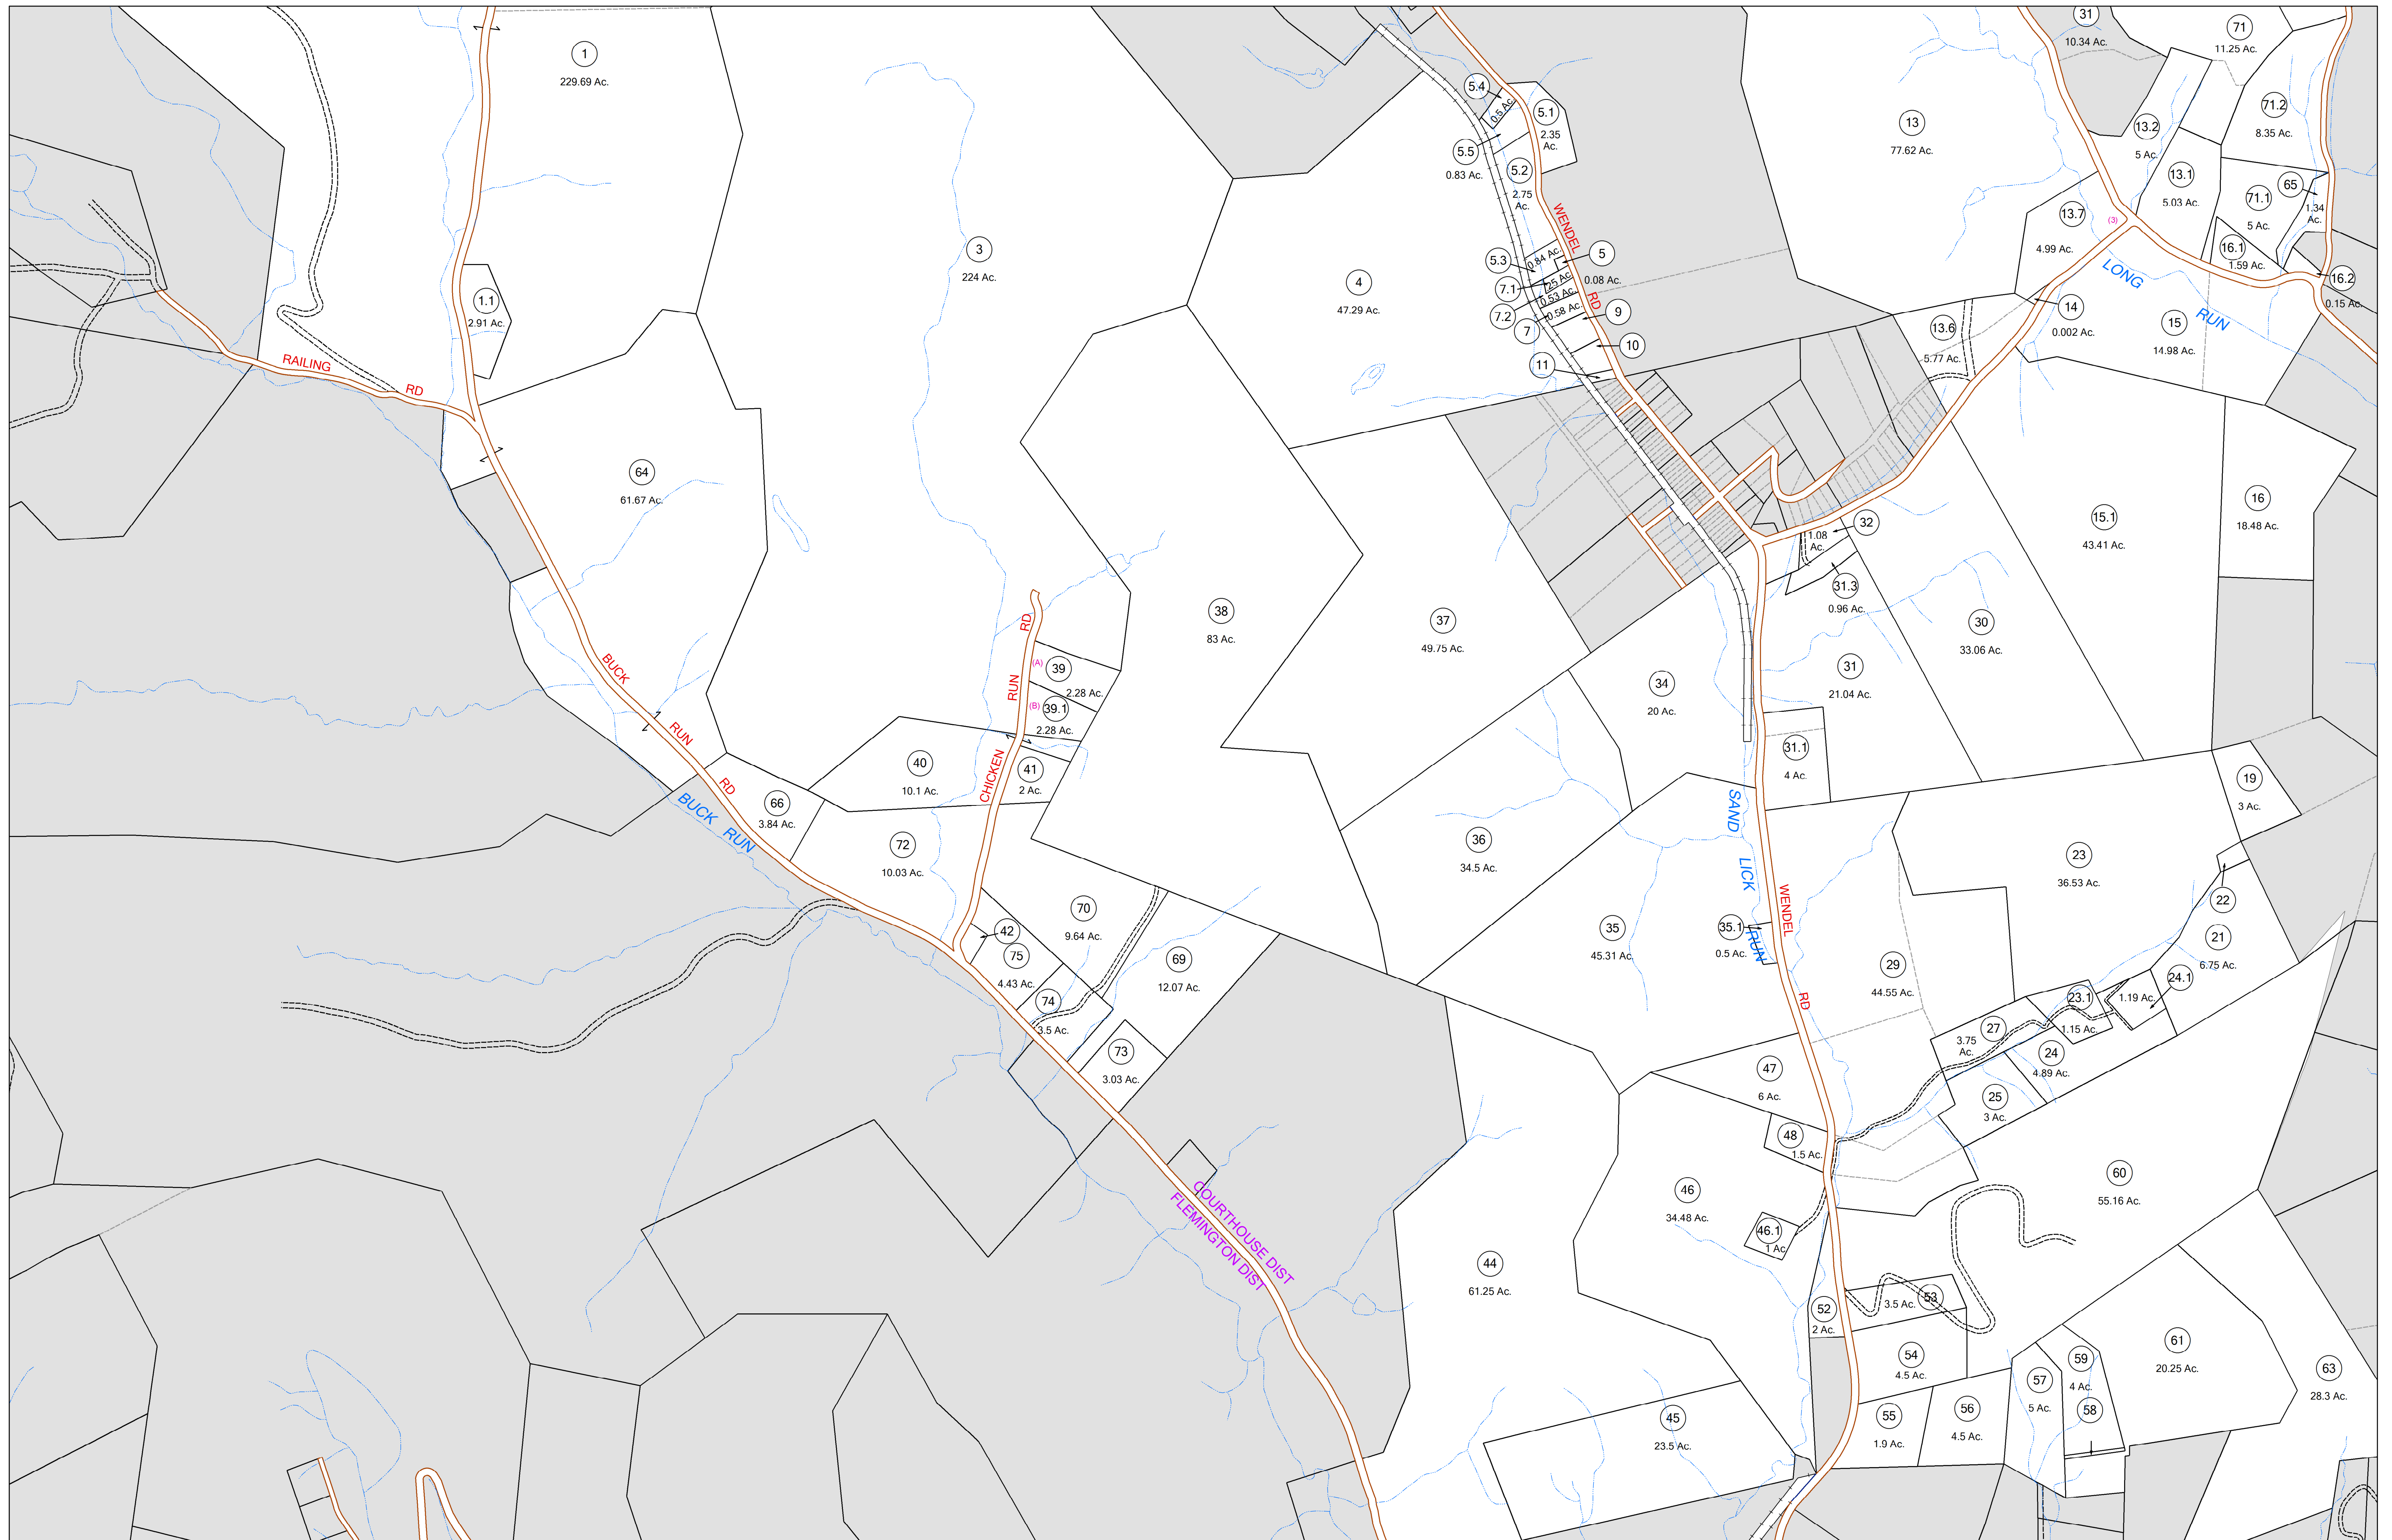 1
229.69 Ac.
31
10.34 Ac.
71
11.25 Ac.
5.4
0.5 Ac.
5.1
2.35
Ac.
71.2
8.35 Ac.
13
77.62 Ac.
13.2
5 Ac.
5.5
0.83 Ac.
5.2
2.75
Ac.
13.1
5.03 Ac.
65
1.34
Ac.
71.1
5 Ac.
13.7
4.99 Ac.
(3)
WENDEL
RD
3
224 Ac.
4
47.29 Ac.
5.3
0.84 Ac.
5
0.08 Ac.
16.1
1.59 Ac.
16.2
0.15 Ac.
LONG
RUN
1.1
2.91 Ac.
7.1
.25 Ac.
7.2
0.53 Ac.
7
0.58 Ac.
9
10
11
14
0.002 Ac.
15
14.98 Ac.
13.6
5.77 Ac.
RAILING
RD
64
61.67 Ac.
16
18.48 Ac.
15.1
43.41 Ac.
32
1.08
Ac.
31.3
0.96 Ac.
38
83 Ac.
37
49.75 Ac.
30
33.06 Ac.
RD
RUN
CHICKEN
(A)
39
2.28 Ac.
(B)
39.1
2.28 Ac.
BUCK
RUN
RD
34
20 Ac.
31
21.04 Ac.
31.1
4 Ac.
40
10.1 Ac.
41
2 Ac.
19
3 Ac.
66
3.84 Ac.
BUCK RUN
72
10.03 Ac.
36
34.5 Ac.
SAND
LICK
RUN
23
36.53 Ac.
22
WENDEL
RD
70
9.64 Ac.
42
75
4.43 Ac.
35
45.31 Ac.
35.1
0.5 Ac.
21
6.75 Ac.
69
12.07 Ac.
29
44.55 Ac.
24.1
1.19 Ac.
23.1
1.15 Ac.
74
3.5 Ac.
27
3.75
Ac.
24
4.89 Ac.
73
3.03 Ac.
47
6 Ac.
25
3 Ac.
48
1.5 Ac.
60
55.16 Ac.
46
34.48 Ac.
46.1
1 Ac.
COURTHOUSE DIST
FLEMINGTON DIST
44
61.25 Ac.
52
2 Ac.
53
3.5 Ac.
54
4.5 Ac.
61
20.25 Ac.
59
4 Ac.
63
28.3 Ac.
57
5 Ac.
58
45
23.5 Ac.
55
1.9 Ac.
56
4.5 Ac.